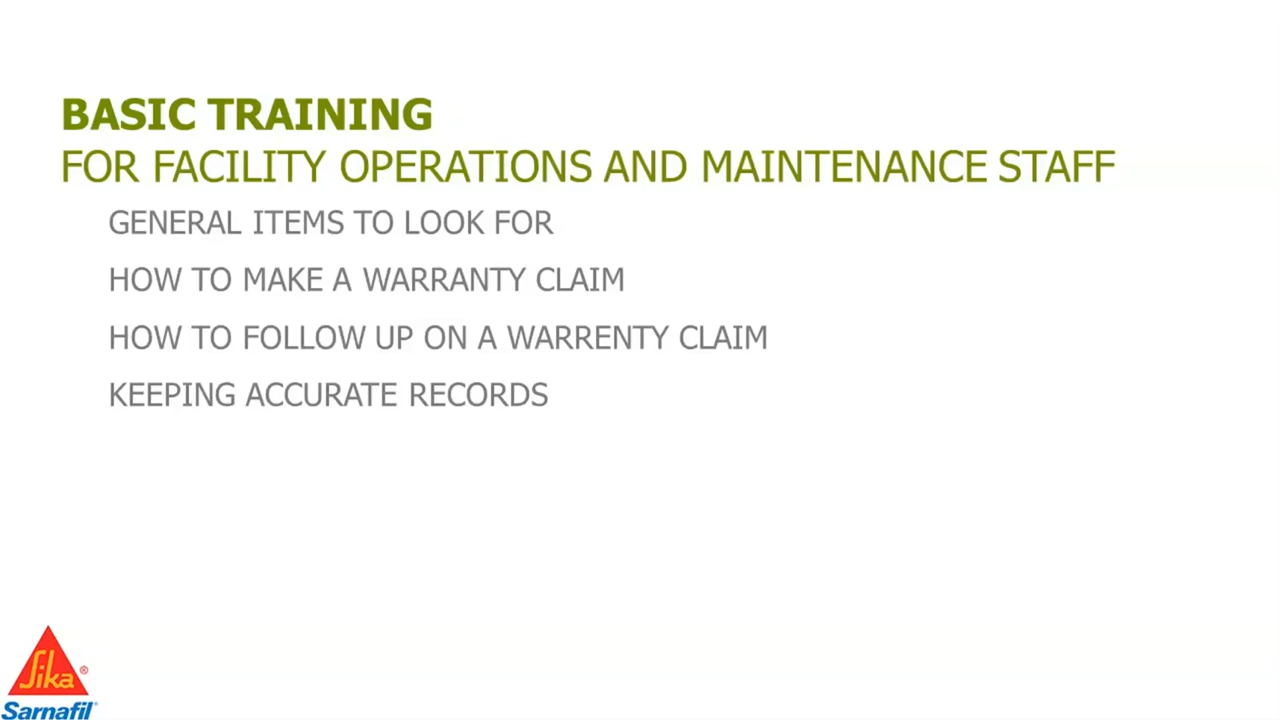 BASIC TRAINING
FOR FACILITY OPERATIONS AND MAINTENANCE STAFF
GENERAL ITEMS TO LOOK FOR
HOW TO MAKE A WARRANTY CLAIM
HOW TO FOLLOW UP ON A WARRENTY CLAIM
KEEPING ACCURATE RECORDS
Sika®
Sarnafil®